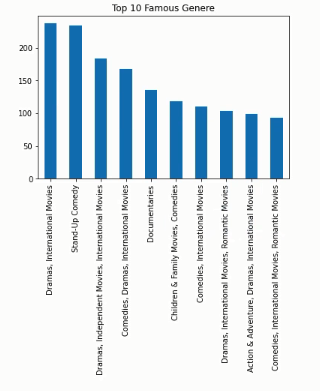 Top 10 Famous Genere
200
150
100
50
0
Dramas, International Movies
Stand-Up Comedy
Dramas, Independent Movies, International Movies
Comedies, Dramas, International Movies
Documentaries
Children & Family Movies, Comedies
Comedies, International Movies
Dramas, International Movies, Romantic Movies
Action & Adventure, Dramas, International Movies
Comedies, International Movies, Romantic Movies